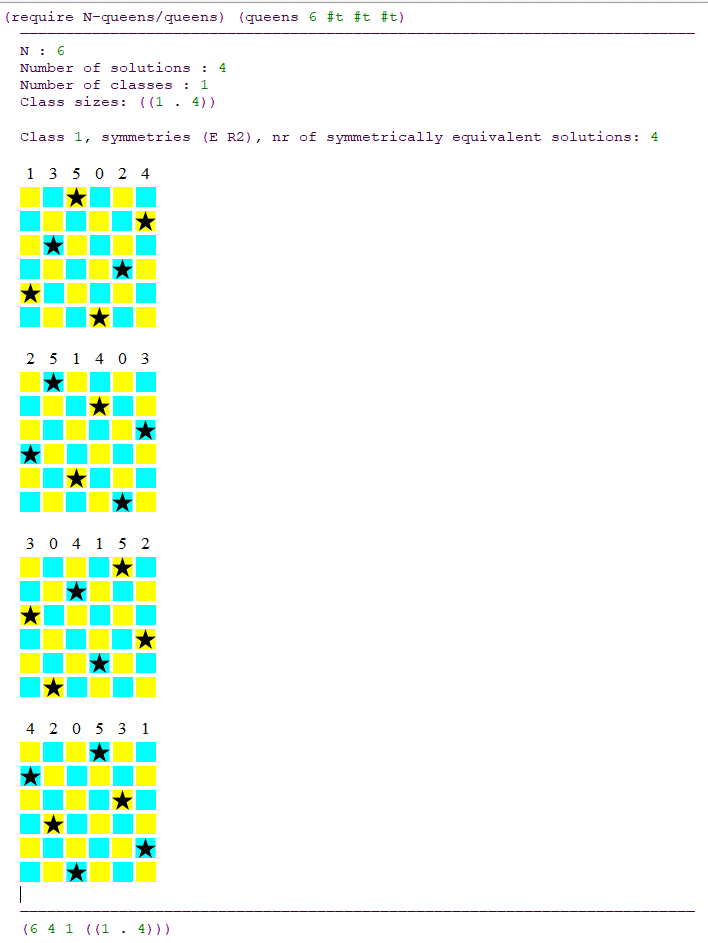 (require N-queens/queens) (queens 6 #t #t #t)
N : 6
Number of solutions : 4
Number of classes : 1
Class sizes: ((1 . 4))
Class 1, symmetries (E R2), nr of symmetrically equivalent solutions: 4
1 3 5 0 2 4
2 5 1 4 0 3
3 0 4 1 5 2
4 2 0 5 3 1
(6 4 1 ((1 . 4)))